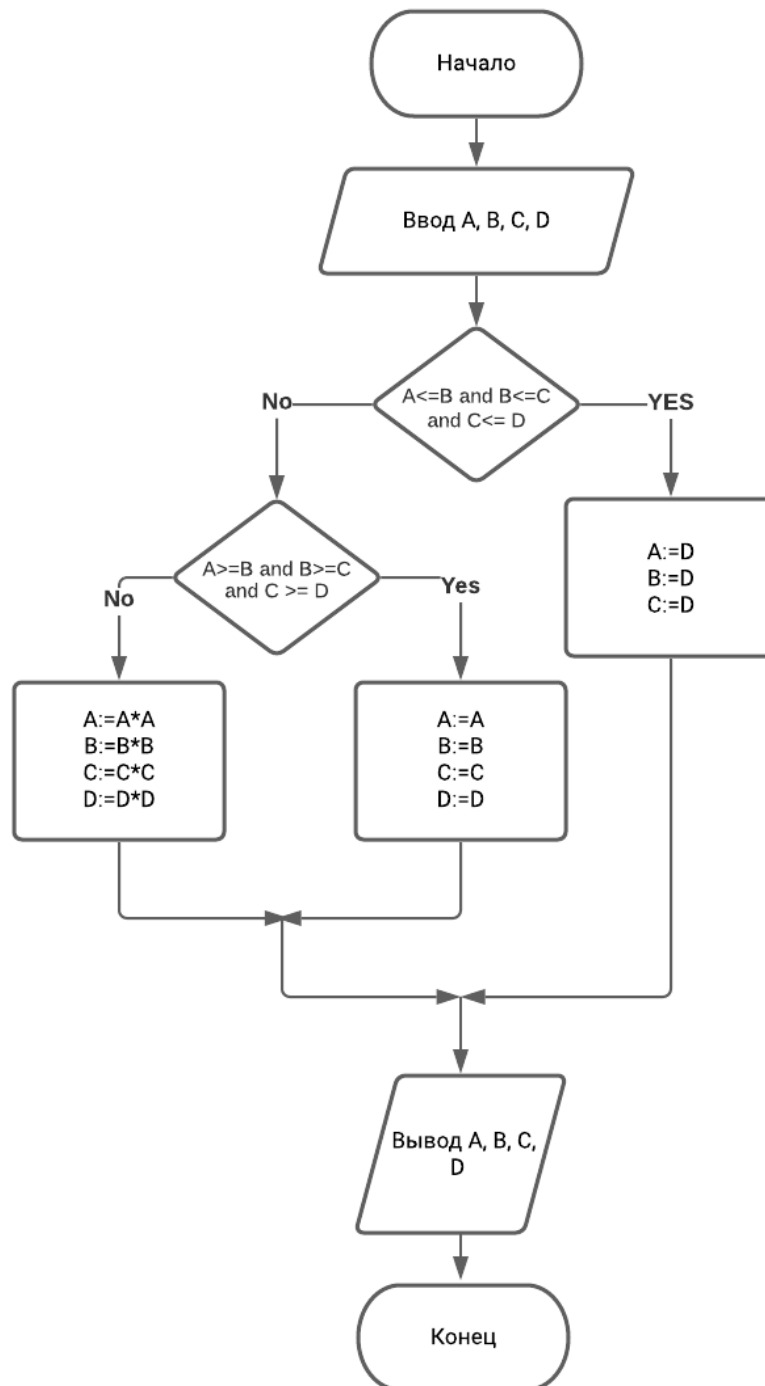 Начало
Ввод A, B, C, D
A<=B and B<=C
and C<= D
No
YES
A:=D
B:=D
C:=D
A>=B and B>=C
and C >= D
No
Yes
A:=A*A
B:=B*B
C:=C*C
D:=D*D
A:=A
B:=B
C:=C
D:=D
Вывод A, B, C,
D
Конец